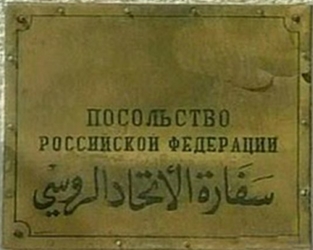 ПОСОЛЬСТВО
РОССИЙСКОЙ ФЕДЕРАЦИИ
سفارة الاتحاد الروسي